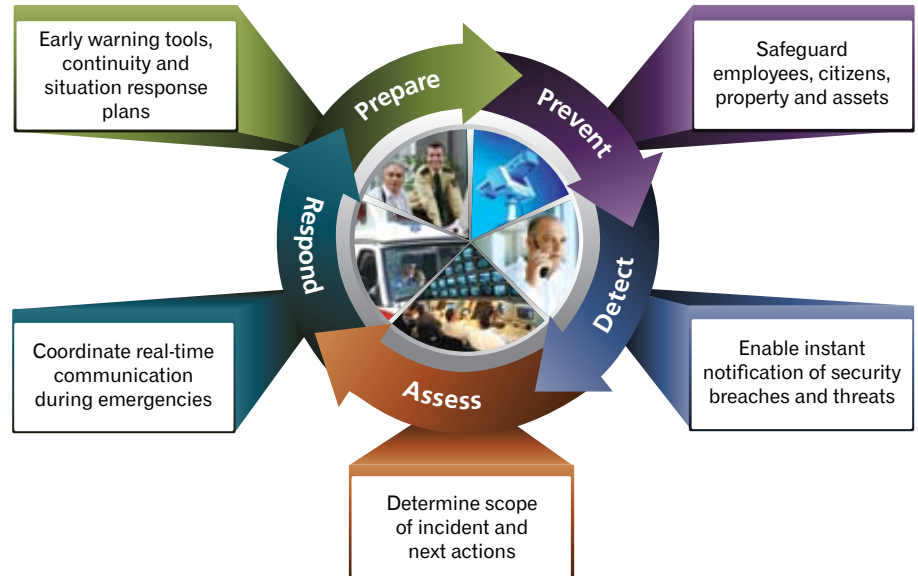 Early warning tools,
continuity and
situation response
plans
Prepare
Prevent
Safeguard
employees, citizens,
property and assets
Detect
Enable instant
notification of security
breaches and threats
Assess
Determine scope
of incident and
next actions
Respond
Coordinate real-time
communication
during emergencies